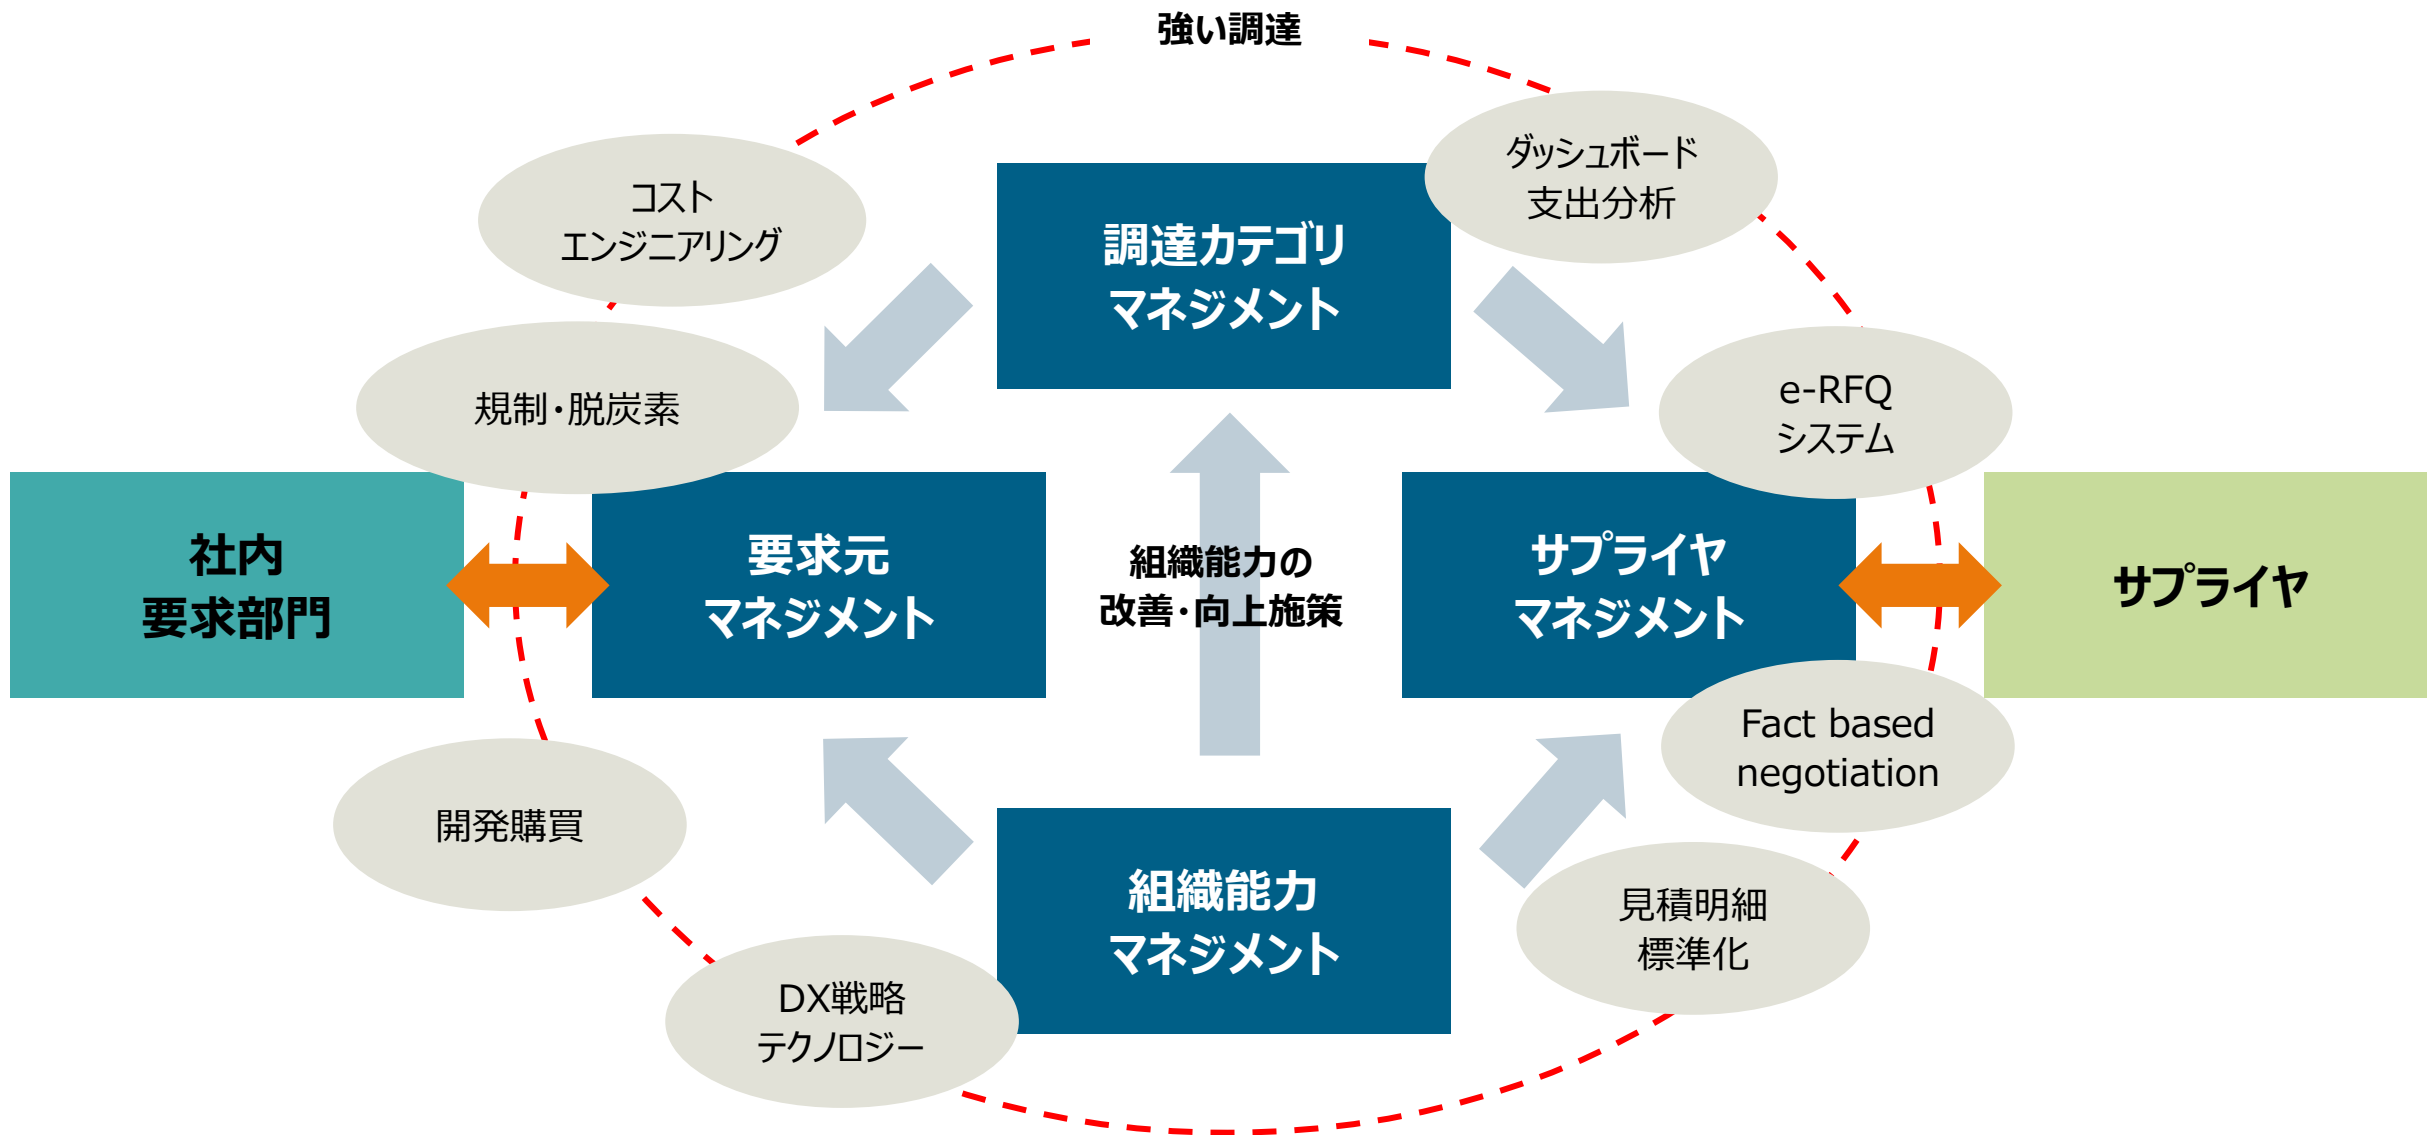 強い調達
コスト
エンジニアリング
調達カテゴリ
マネジメント
ダッシュボード
支出分析
規制・脱炭素
e-RFQ
システム
社内
要求部門
要求元
マネジメント
組織能力の
改善・向上施策
サプライヤ
マネジメント
サプライヤ
開発購買
Fact based
negotiation
組織能力
マネジメント
見積明細
標準化
DX戦略
テクノロジー